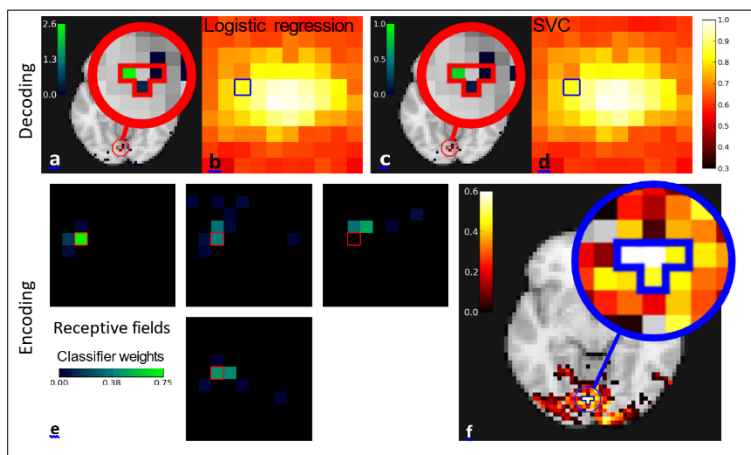 Decoding
2.6
1.3
0.0
a
Logistic regression
b
1.0
0.5
0.0
c
SVC
d
1.0
0.9
0.8
0.7
0.6
0.5
0.4
0.3
Encoding
Receptive fields
Classifier weights
0.00 0.38 0.75
e
0.6
0.4
0.2
0.0
f